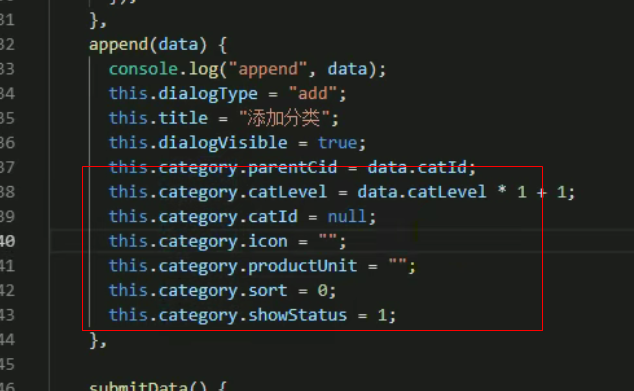 31 },
32 append(data) {
33 console.log("append", data);
34 this.dialogType = "add";
35 this.title = "添加分类";
36 this.dialogVisible = true;
37 this.category.parentCid = data.catId;
38 this.category.catLevel = data.catLevel * 1 + 1;
39 this.category.catId = null;
40 this.category.icon = "";
41 this.category.productUnit = "";
42 this.category.sort = 0;
43 this.category.showStatus = 1;
44 },
45
46 submitData() {